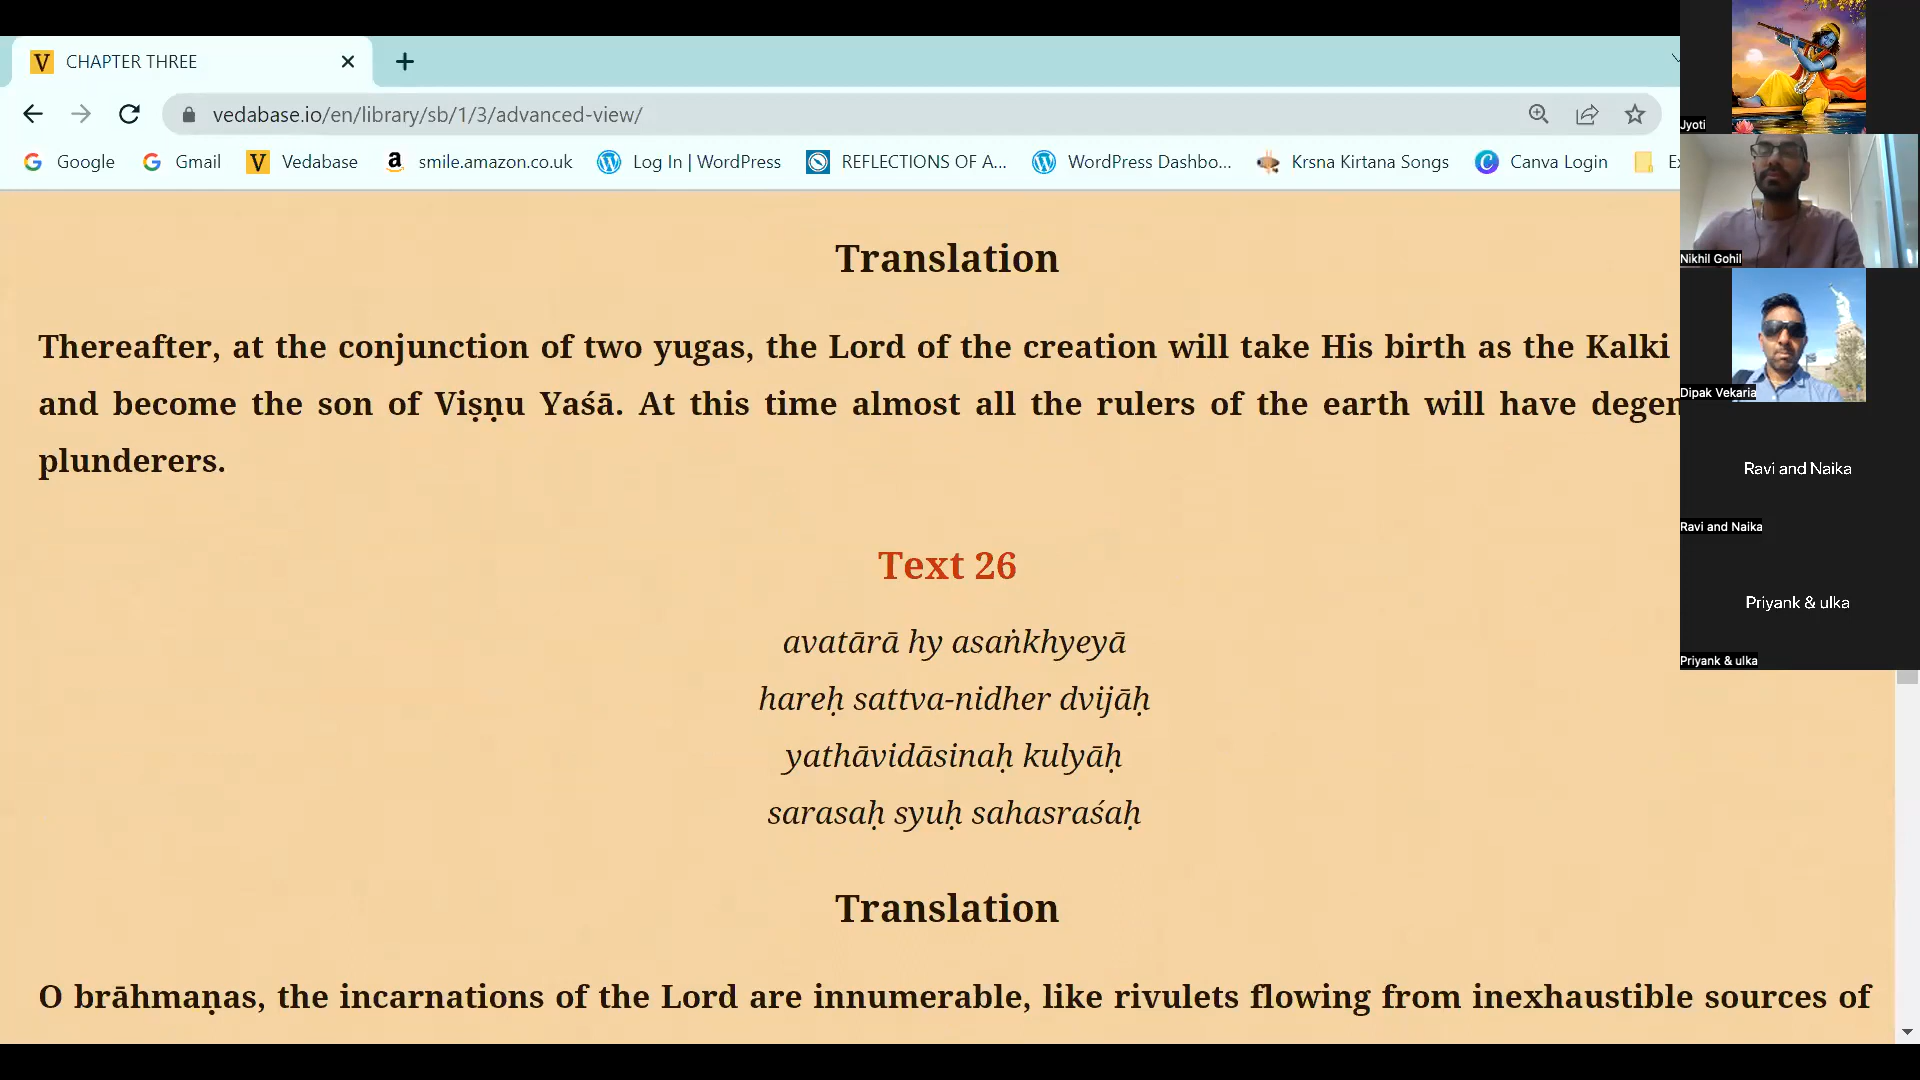 CHAPTER THREE
vedabase.io/en/library/sb/1/3/advanced-view/
Google Gmail Vedabase smile.amazon.co.uk Log In | WordPress REFLECTIONS OF A... WordPress Dashbo... Krsna Kirtana Songs Canva Login
Translation
Thereafter, at the conjunction of two yugas, the Lord of the creation will take His birth as the Kalki
and become the son of Viṣṇu Yaśā. At this time almost all the rulers of the earth will have degen
plunderers.
Text 26
avatārā hy asaṅkhyeyā
hareḥ sattva-nidher dvijāḥ
yathāvidāsinaḥ kulyāḥ
sarasaḥ syuḥ sahasraśaḥ
Translation
O brāhmaṇas, the incarnations of the Lord are innumerable, like rivulets flowing from inexhaustible sources of
Jyoti
Nikhil Gohil
Dipak Vekaria
Ravi and Naika
Ravi and Naika
Priyank & ulka
Priyank & ulka